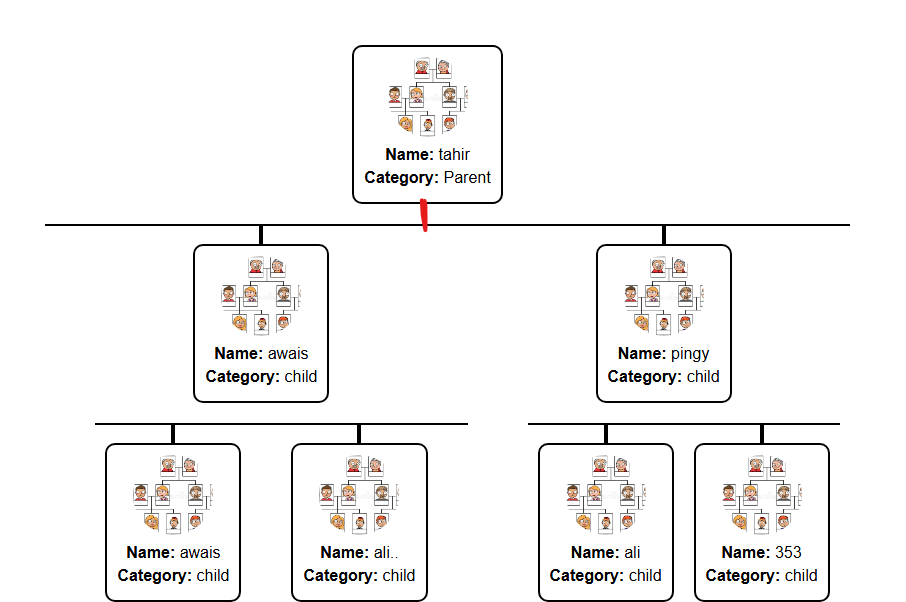 Name: tahir
Category: Parent
Name: awais
Category: child
Name: pingy
Category: child
Name: awais
Category: child
Name: ali..
Category: child
Name: ali
Category: child
Name: 353
Category: child